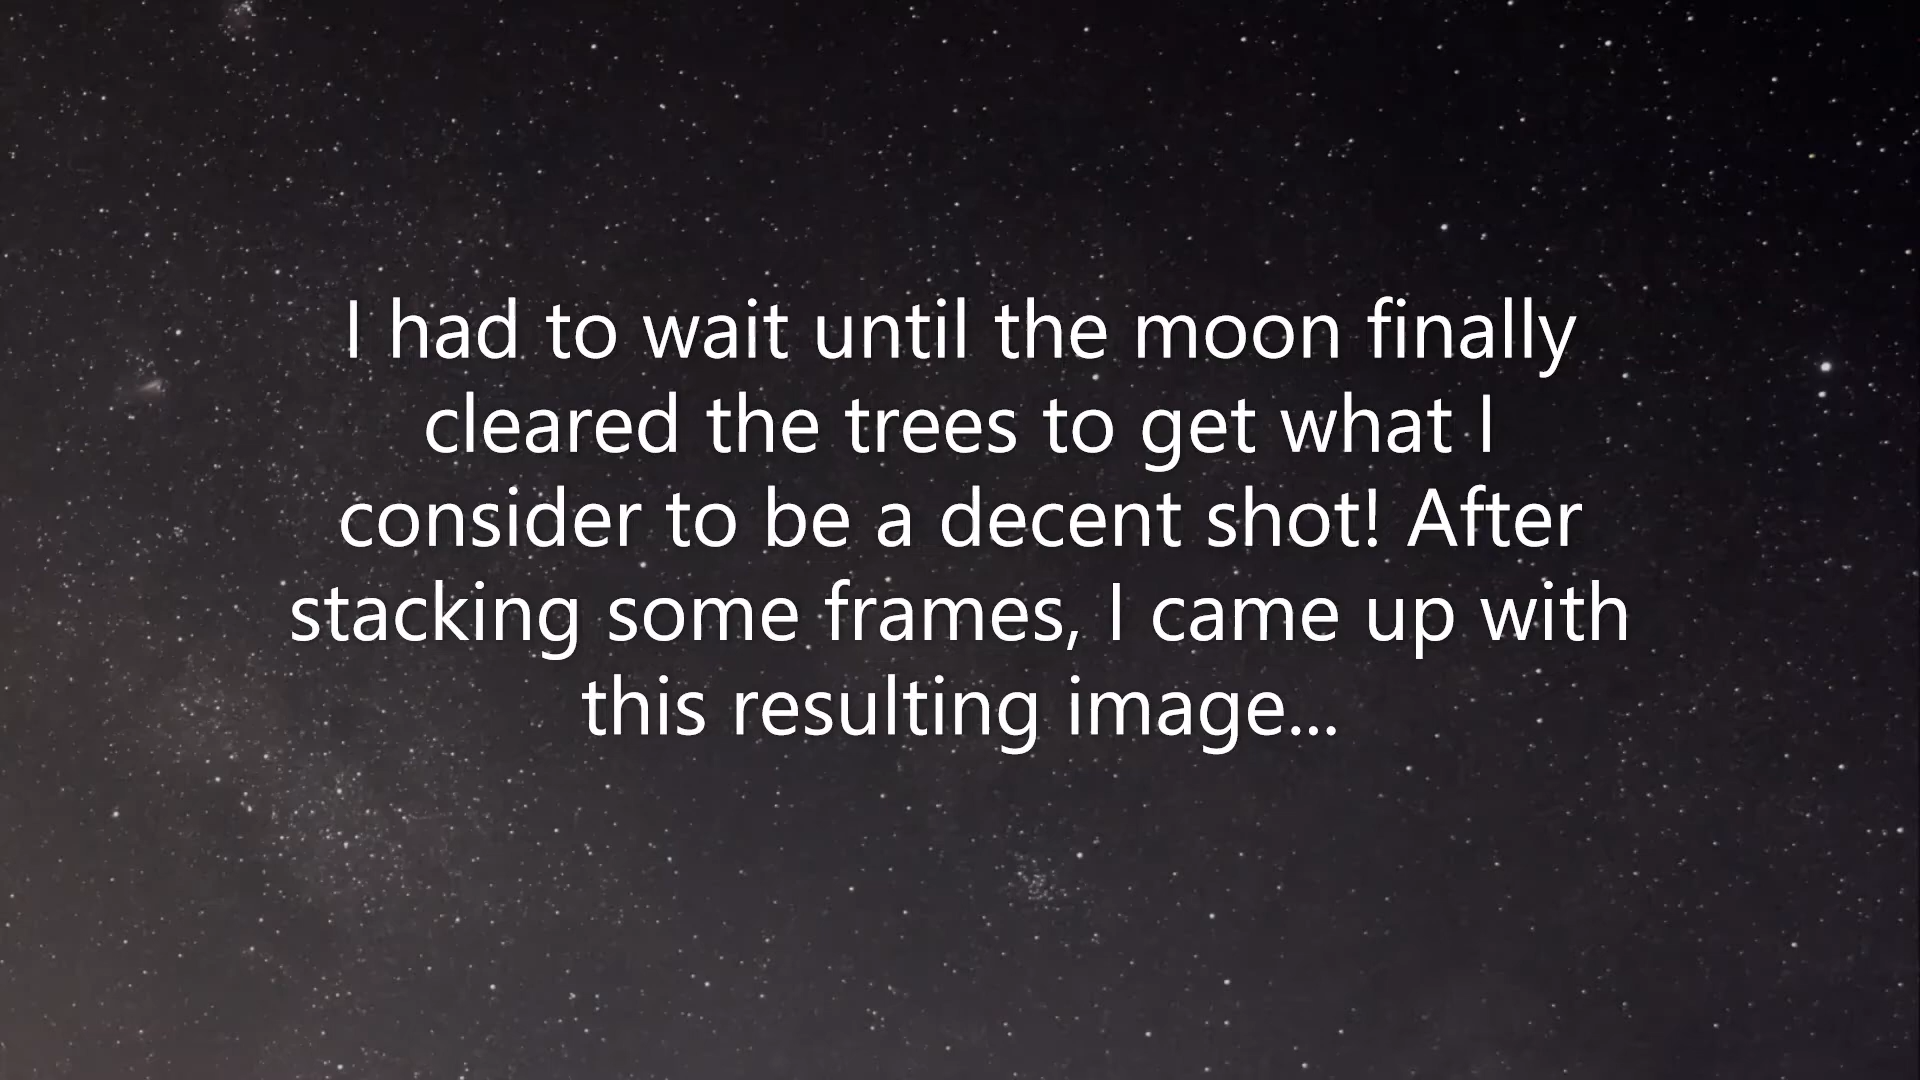 I had to wait until the moon finally
cleared the trees to get what I
consider to be a decent shot! After
stacking some frames, I came up with
this resulting image...